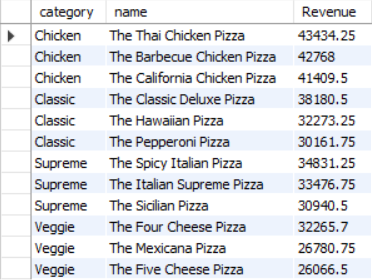 category name Revenue
Chicken The Thai Chicken Pizza 43434.25
Chicken The Barbecue Chicken Pizza 42768
Chicken The California Chicken Pizza 41409.5
Classic The Classic Deluxe Pizza 38180.5
Classic The Hawaiian Pizza 32273.25
Classic The Pepperoni Pizza 30161.75
Supreme The Spicy Italian Pizza 34831.25
Supreme The Italian Supreme Pizza 33476.75
Supreme The Sicilian Pizza 30940.5
Veggie The Four Cheese Pizza 32265.7
Veggie The Mexicana Pizza 26780.75
Veggie The Five Cheese Pizza 26066.5